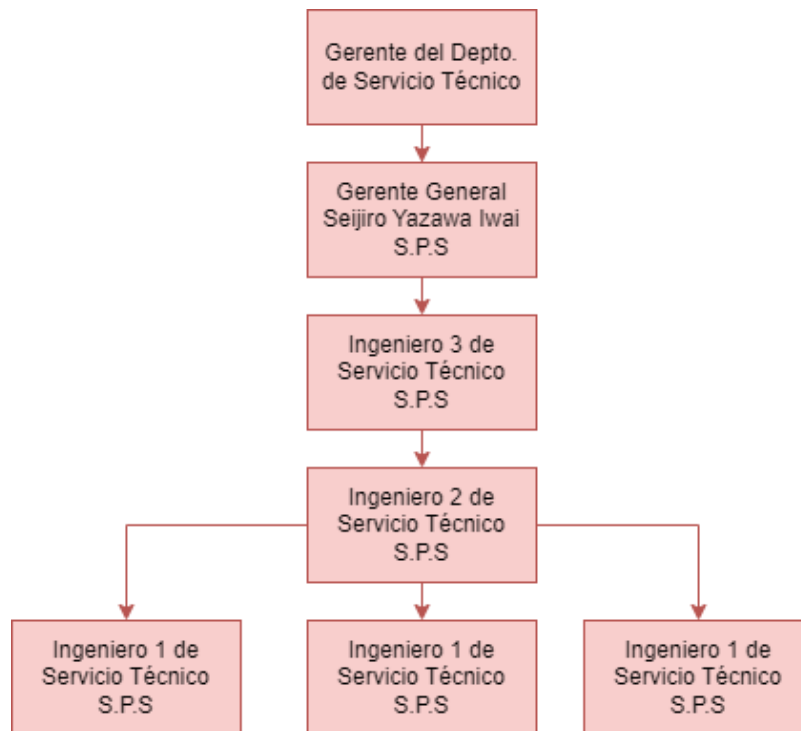 Gerente del Depto.
de Servicio Técnico
Gerente General
Seijiro Yazawa Iwai
S.P.S
Ingeniero 3 de
Servicio Técnico
S.P.S
Ingeniero 2 de
Servicio Técnico
S.P.S
Ingeniero 1 de
Servicio Técnico
S.P.S
Ingeniero 1 de
Servicio Técnico
S.P.S
Ingeniero 1 de
Servicio Técnico
S.P.S